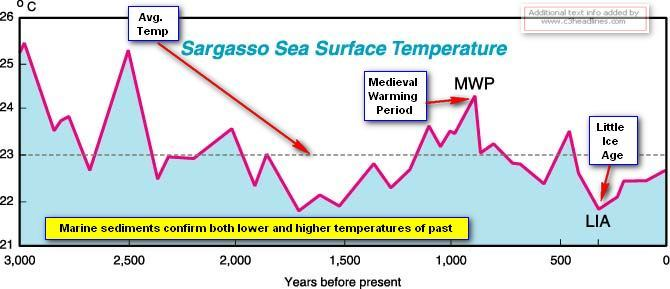 °C
Avg.
Temp
Additional text info added by
www.c3headlines.com
Sargasso Sea Surface Temperature
Medieval
Warming
Period
MWP
Little
Ice
Age
26
25
24
23
22
21
LIA
Marine sediments confirm both lower and higher temperatures of past
3,000
2,500
2,000
1,500
1,000
500
0
Years before present